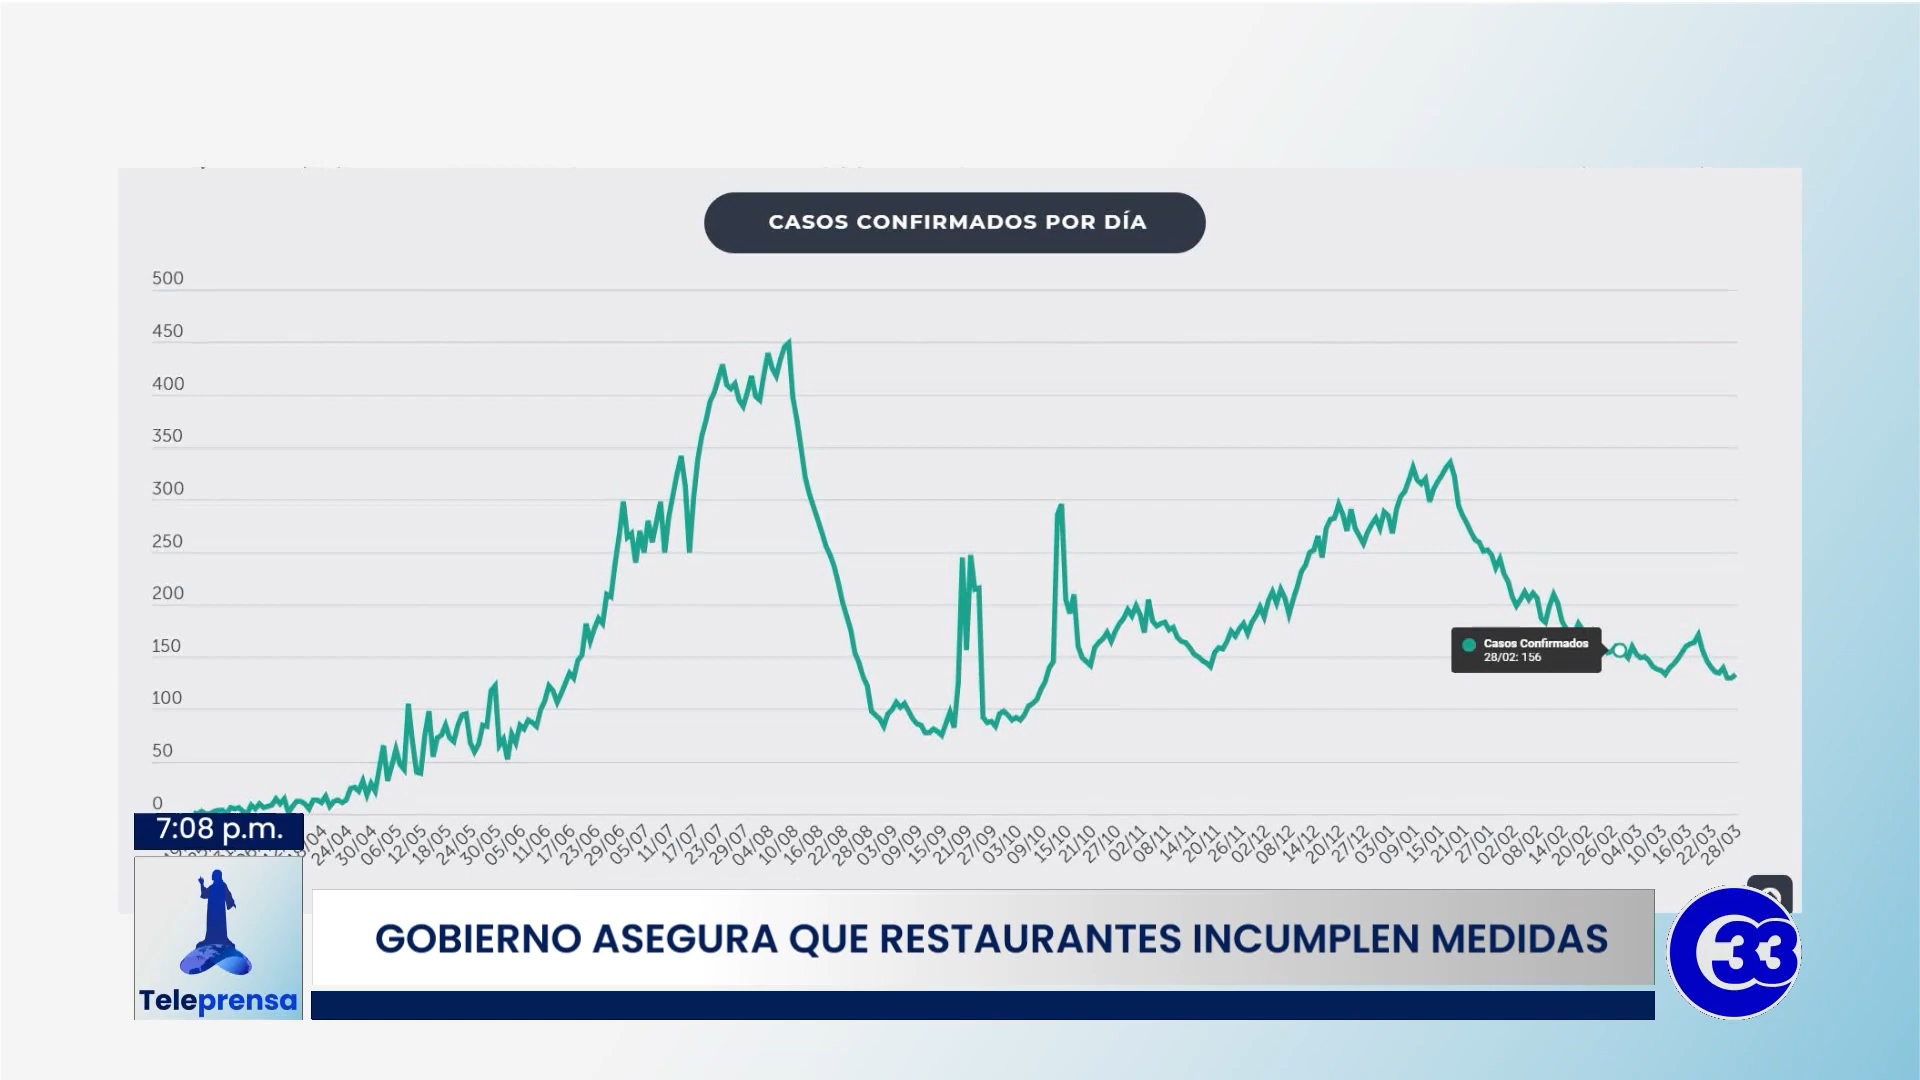 CASOS CONFIRMADOS POR DÍA
500
450
400
350
300
250
200
150
100
50
0
Casos Confirmados
28/02: 156
24/04 30/04 06/05 12/05 18/05 24/05 30/05 05/06 11/06 17/06 23/06 29/06 05/07 11/07 17/07 23/07 29/07 04/08 10/08 16/08 22/08 28/08 03/09 09/09 15/09 21/09 27/09 03/10 09/10 15/10 21/10 27/10 02/11 08/11 14/11 20/11 26/11 02/12 08/12 14/12 20/12 27/12 03/01 09/01 15/01 21/01 27/01 02/02 08/02 14/02 20/02 26/02 04/03 10/03 16/03 22/03 28/03
7:08 p.m.
GOBIERNO ASEGURA QUE RESTAURANTES INCUMPLEN MEDIDAS
Teleprensa
33